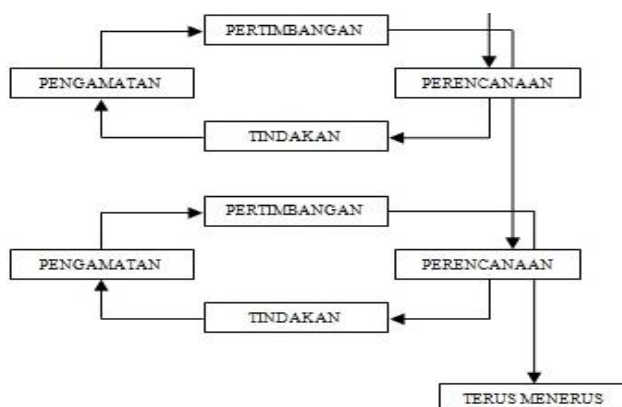 PERTIMBANGAN
PENGAMATAN
PERENCANAAN
TINDAKAN
PERTIMBANGAN
PENGAMATAN
PERENCANAAN
TINDAKAN
TERUS MENERUS